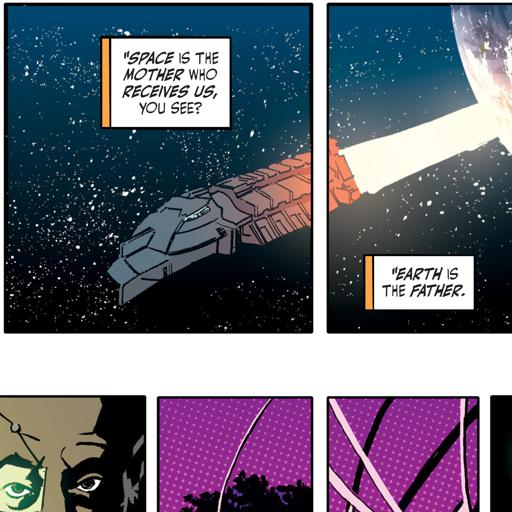 "SPACE IS THE
MOTHER WHO
RECEIVES US,
YOU SEE?
"EARTH IS
THE FATHER.